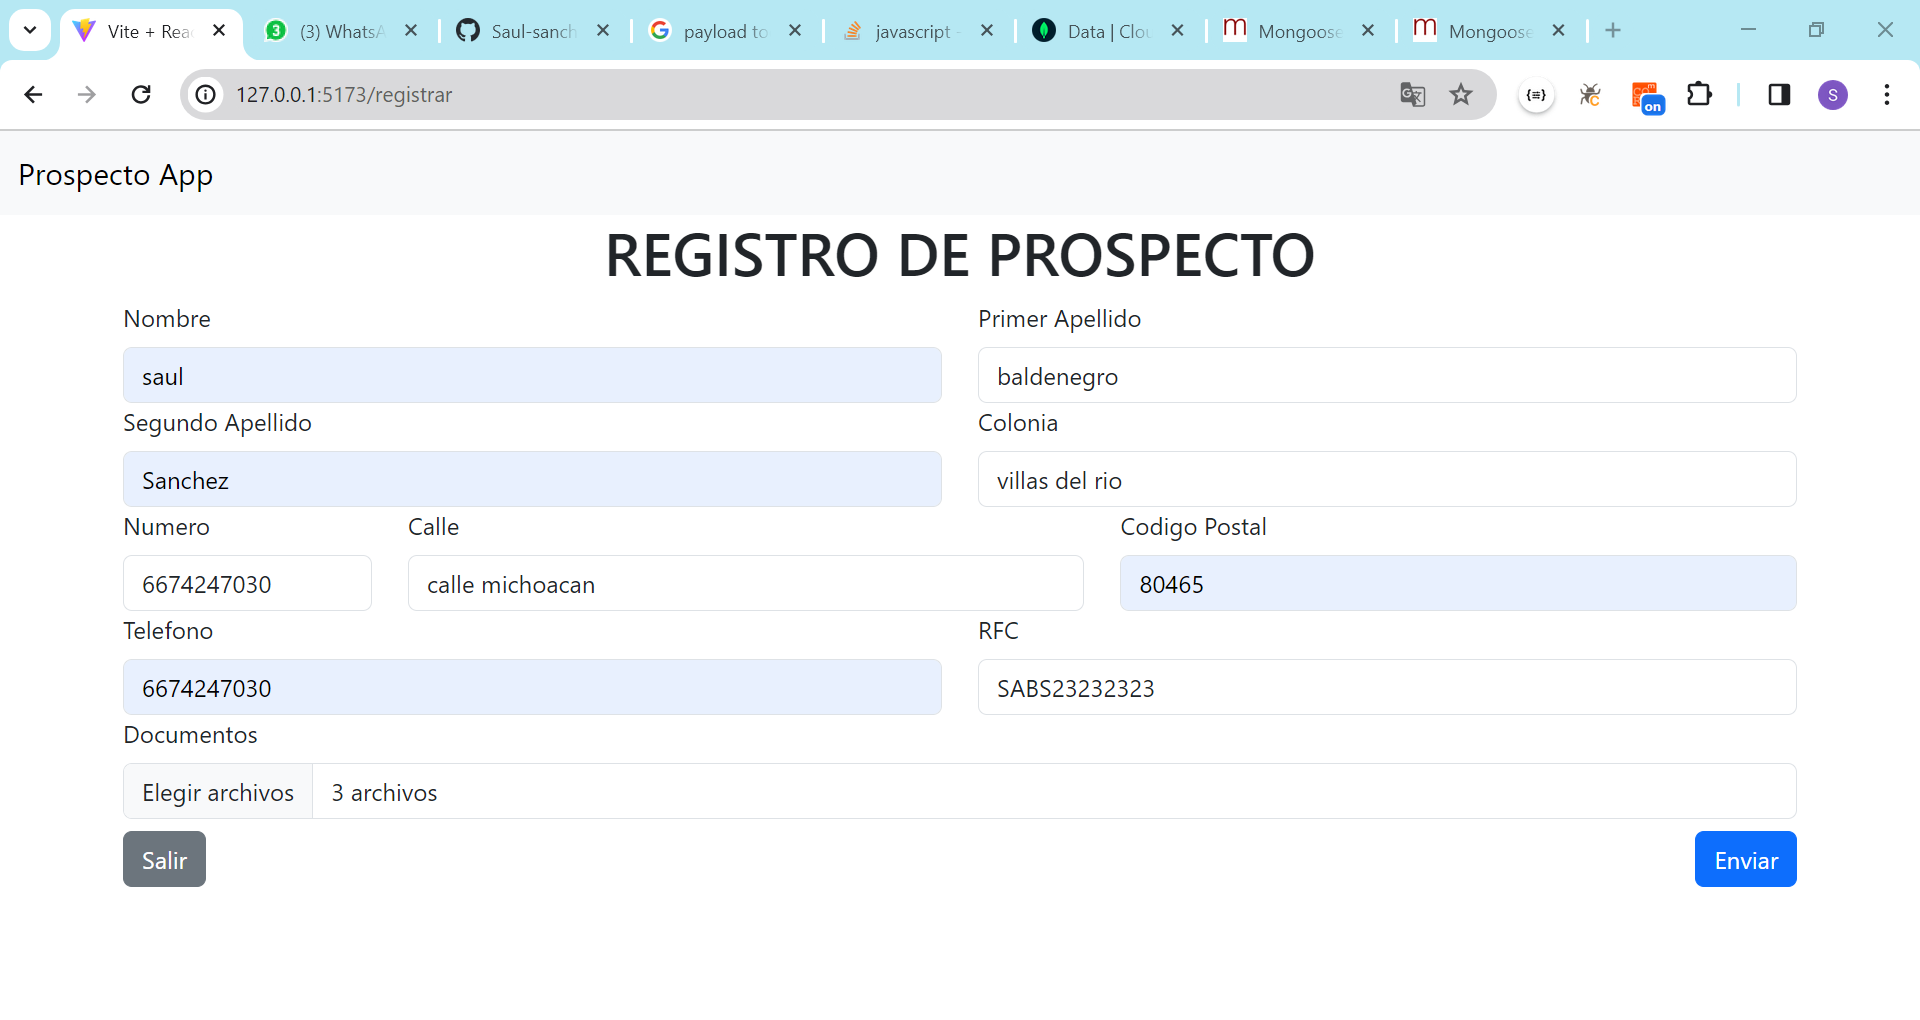 Vite + Rea
(3) WhatsA
Saul-sanch
payload to
javascript -
Data | Clou
Mongoose
Mongoose
127.0.0.1:5173/registrar
{≡}
on
S
Prospecto App
REGISTRO DE PROSPECTO
Nombre
Primer Apellido
saul
baldenegro
Segundo Apellido
Colonia
Sanchez
villas del rio
Numero
Calle
Codigo Postal
6674247030
calle michoacan
80465
Telefono
RFC
6674247030
SABS23232323
Documentos
Elegir archivos
3 archivos
Salir
Enviar